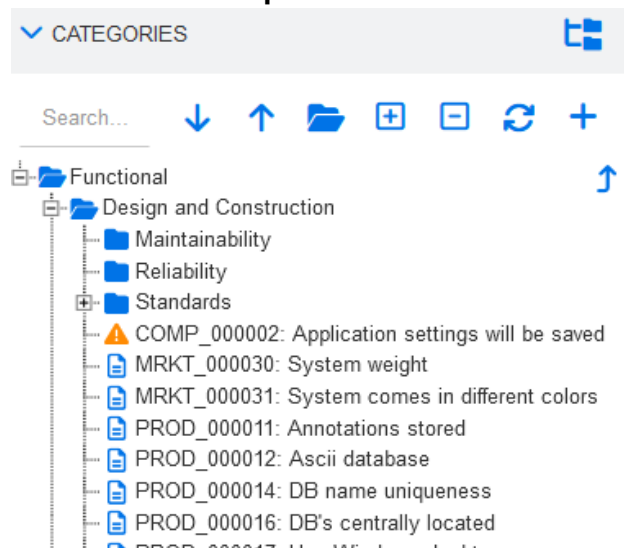 CATEGORIES
Search...
Functional
Design and Construction
Maintainability
Reliability
Standards
COMP_000002: Application settings will be saved
MRKT_000030: System weight
MRKT_000031: System comes in different colors
PROD_000011: Annotations stored
PROD_000012: Ascii database
PROD_000014: DB name uniqueness
PROD_000016: DB's centrally located